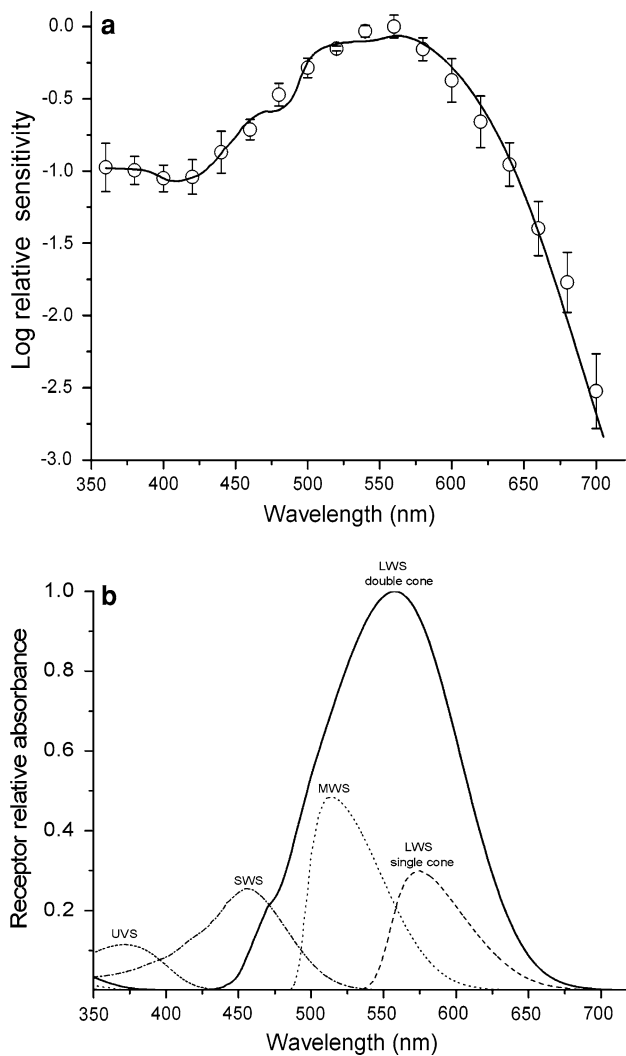 a
0.0
-0.5
-1.0
-1.5
-2.0
-2.5
-3.0
Log relative sensitivity
350 400 450 500 550 600 650 700
Wavelength (nm)
b
1.0
0.8
0.6
0.4
0.2
Receptor relative absorbance
LWS
double cone
MWS
LWS
single cone
SWS
UVS
350 400 450 500 550 600 650 700
Wavelength (nm)